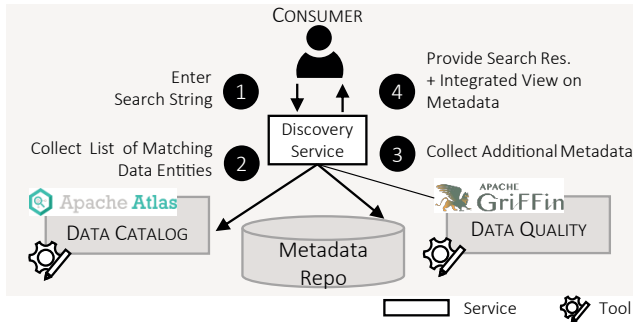 CONSUMER
Enter
Search String
1
4
Provide Search Res.
+ Integrated View on
Metadata
Discovery
Service
Collect List of Matching
Data Entities
2
3
Collect Additional Metadata
Apache Atlas
DATA CATALOG
Metadata
Repo
APACHE
GriFFin
DATA QUALITY
Service
Tool